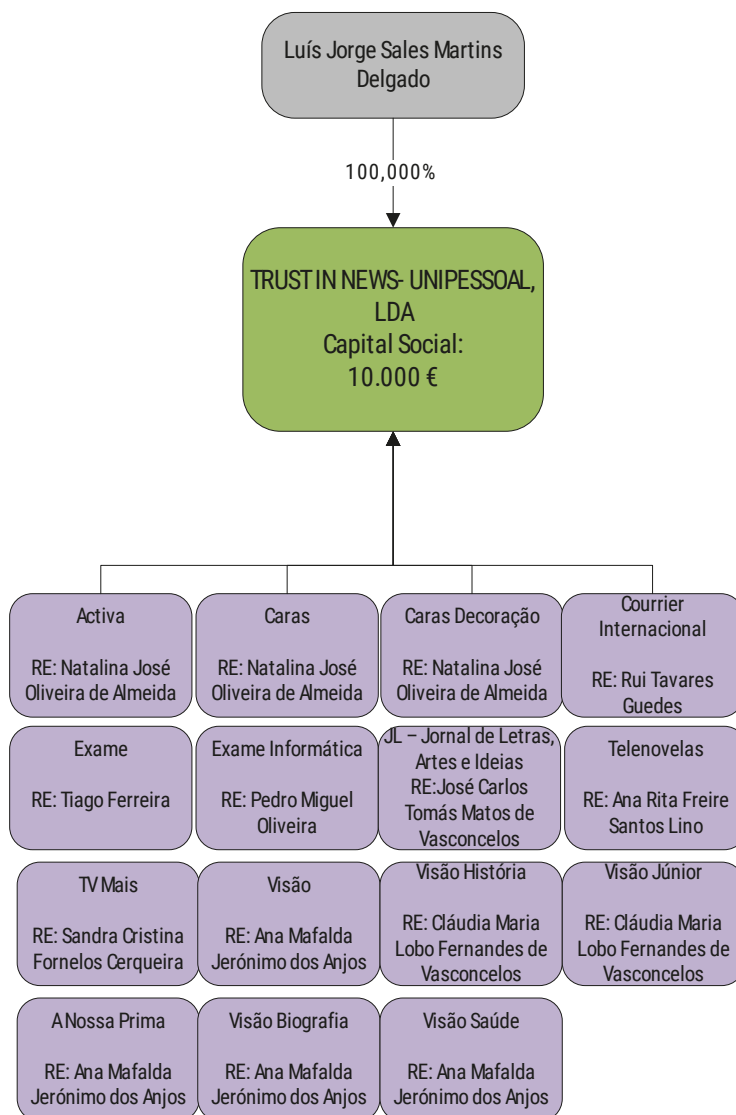 Luís Jorge Sales Martins
Delgado
100,000%
TRUST IN NEWS- UNIPESSOAL,
LDA
Capital Social:
10.000 €
Activa
RE: Natalina José
Oliveira de Almeida
Caras
RE: Natalina José
Oliveira de Almeida
Caras Decoração
RE: Natalina José
Oliveira de Almeida
Courrier
Internacional
RE: Rui Tavares
Guedes
Exame
RE: Tiago Ferreira
Exame Informática
RE: Pedro Miguel
Oliveira
JL – Jornal de Letras,
Artes e Ideias
RE:José Carlos
Tomás Matos de
Vasconcelos
Telenovelas
RE: Ana Rita Freire
Santos Lino
TV Mais
RE: Sandra Cristina
Fornelos Cerqueira
Visão
RE: Ana Mafalda
Jerónimo dos Anjos
Visão História
RE: Cláudia Maria
Lobo Fernandes de
Vasconcelos
Visão Júnior
RE: Cláudia Maria
Lobo Fernandes de
Vasconcelos
A Nossa Prima
RE: Ana Mafalda
Jerónimo dos Anjos
Visão Biografia
RE: Ana Mafalda
Jerónimo dos Anjos
Visão Saúde
RE: Ana Mafalda
Jerónimo dos Anjos